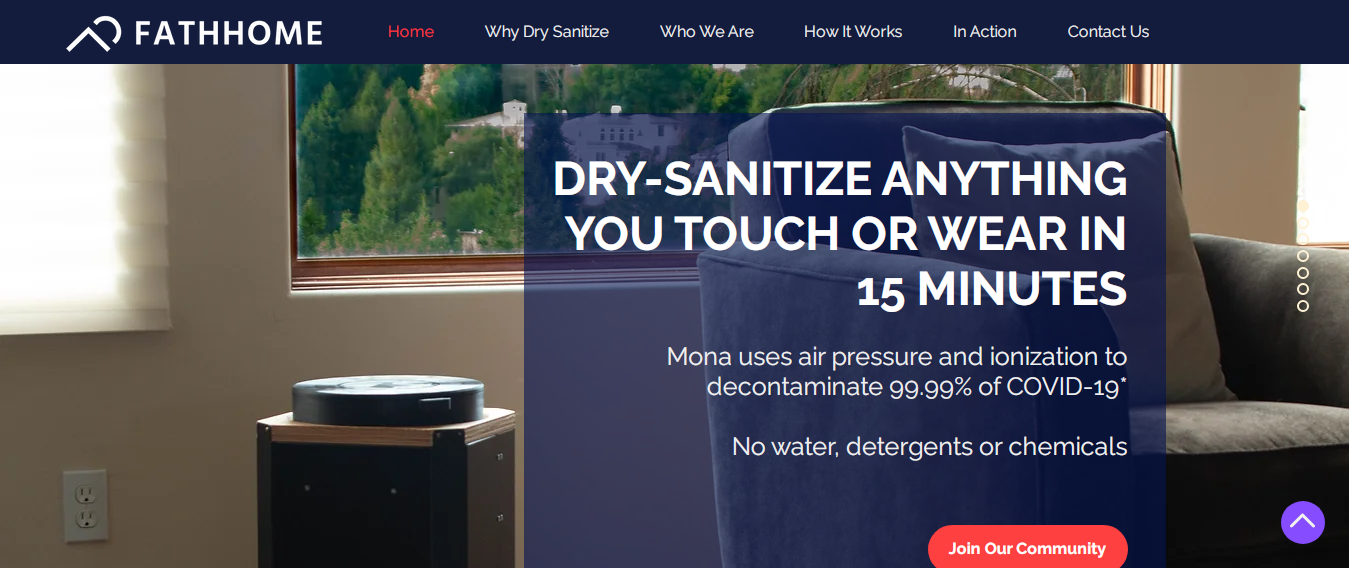 FATHHOME
Home Why Dry Sanitize Who We Are How It Works In Action Contact Us
DRY-SANITIZE ANYTHING
YOU TOUCH OR WEAR IN
15 MINUTES
Mona uses air pressure and ionization to
decontaminate 99.99% of COVID-19*
No water, detergents or chemicals
Join Our Community